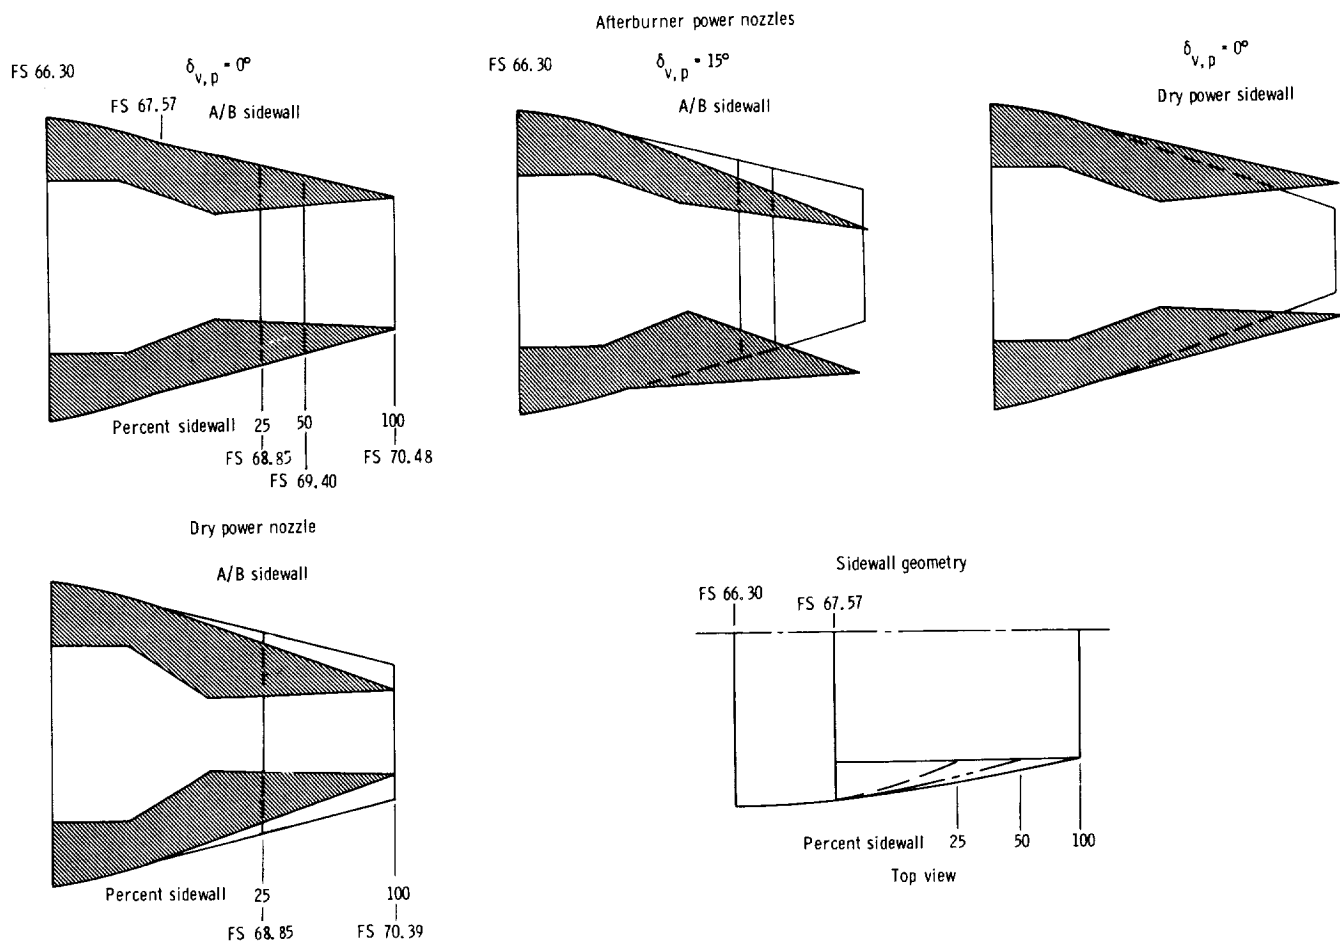 Afterburner power nozzles
FS 66.30
δv,p = 0°
FS 67.57
A/B sidewall
Percent sidewall 25 50 100
FS 68.85
FS 69.40
FS 70.48
FS 66.30
δv,p = 15°
A/B sidewall
δv,p = 0°
Dry power sidewall
Dry power nozzle
A/B sidewall
Percent sidewall 25 100
FS 68.85 FS 70.39
Sidewall geometry
FS 66.30
FS 67.57
Percent sidewall 25 50 100
Top view